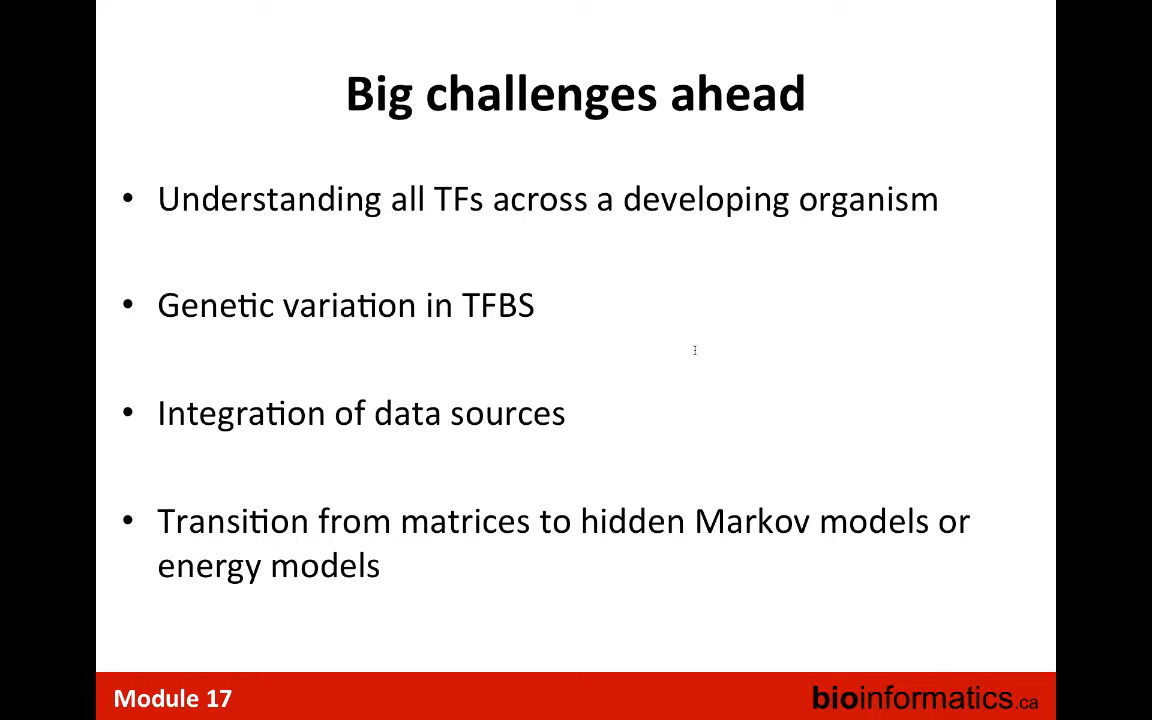 Big challenges ahead
• Understanding all TFs across a developing organism
• Genetic variation in TFBS
• Integration of data sources
• Transition from matrices to hidden Markov models or
energy models
Module 17
bioinformatics.ca